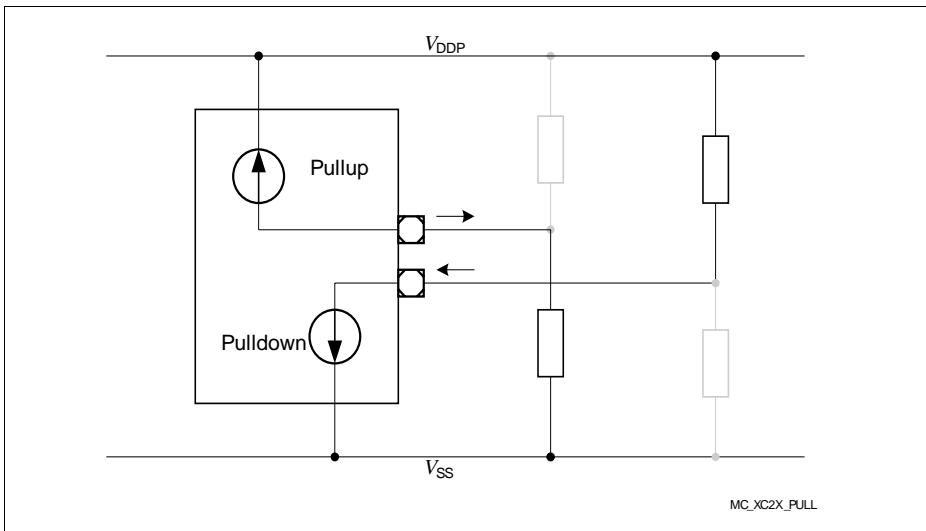 VDDP
Pullup
Pulldown
VSS
MC_XC2X_PULL